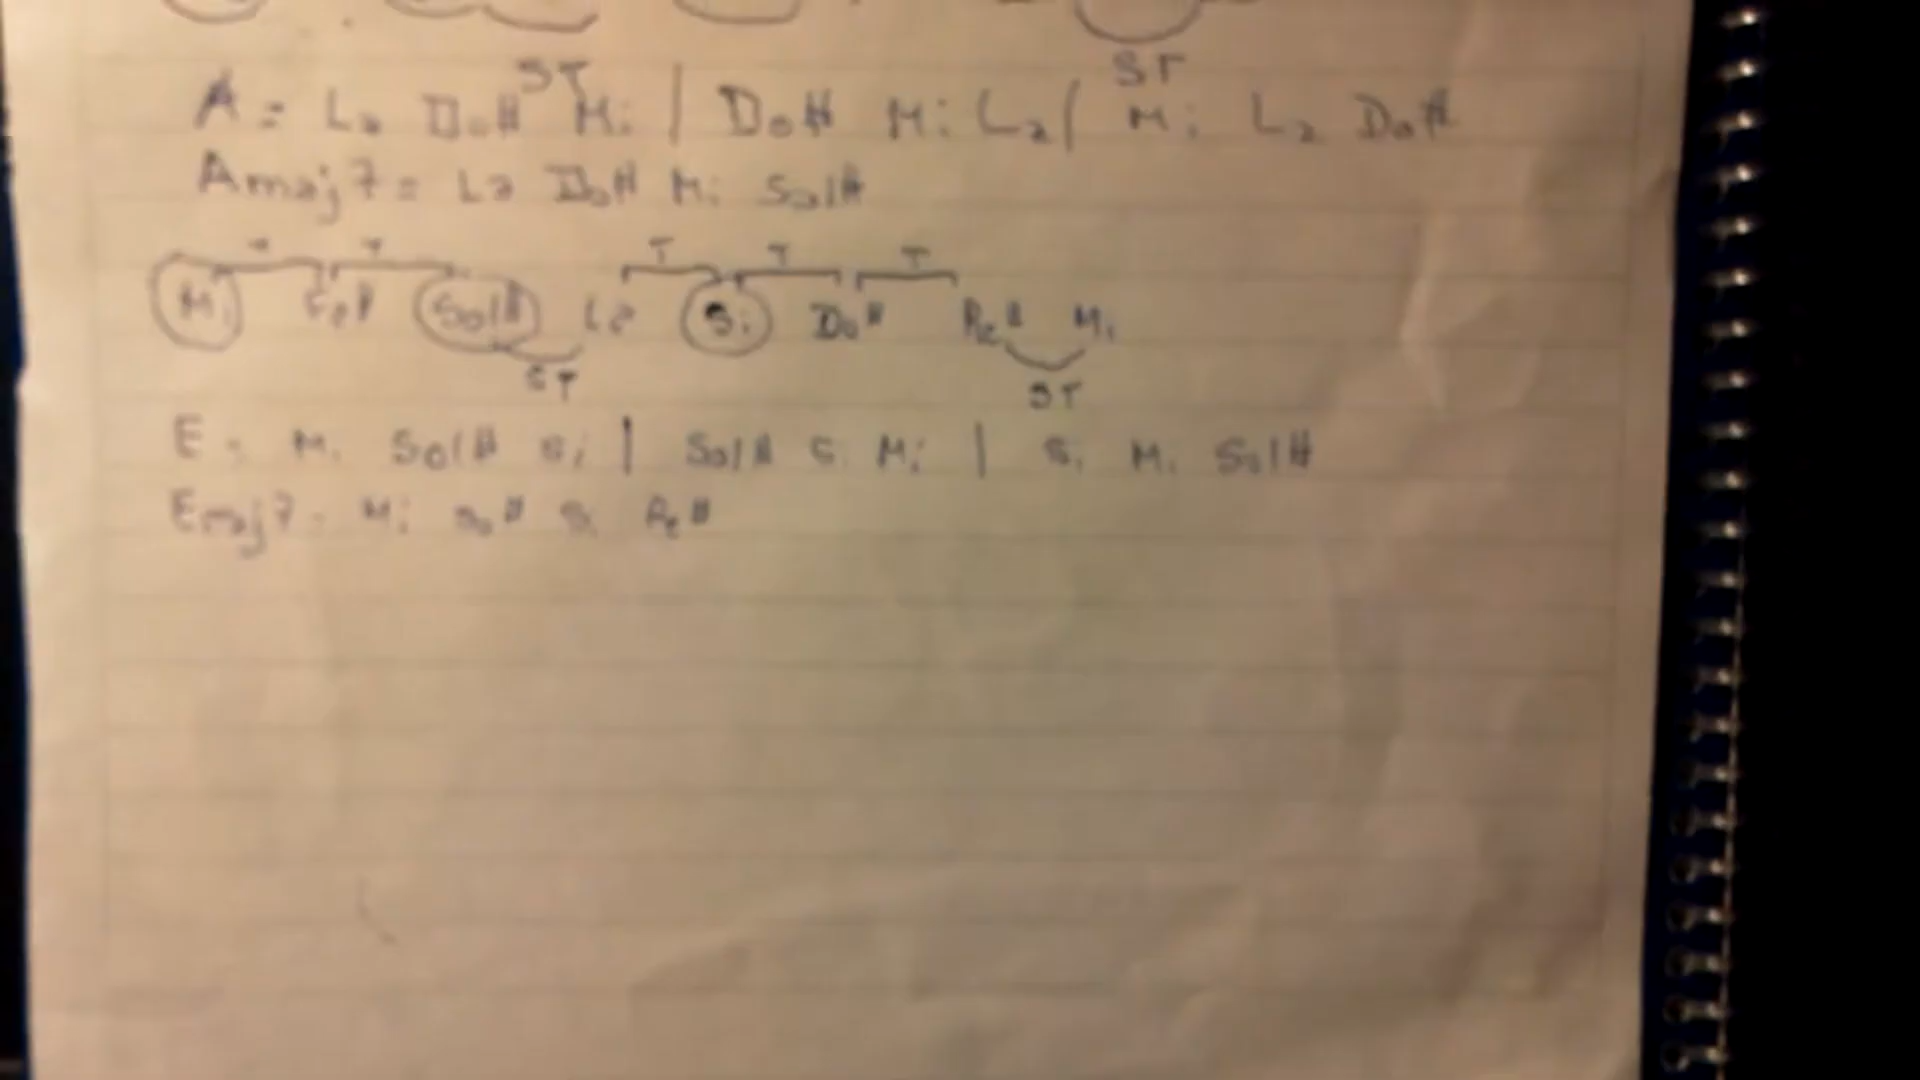 ST ST
A = La Do# Mi | Do# Mi La | Mi La Do#
Amaj7 = La Do# Mi Sol#
T T T T T
Mi Fa# Sol# La Si Do# Re# Mi
ST ST
E = Mi Sol# Si | Sol# Si Mi | Si Mi Sol#
Emaj7 = Mi So# Si Re#